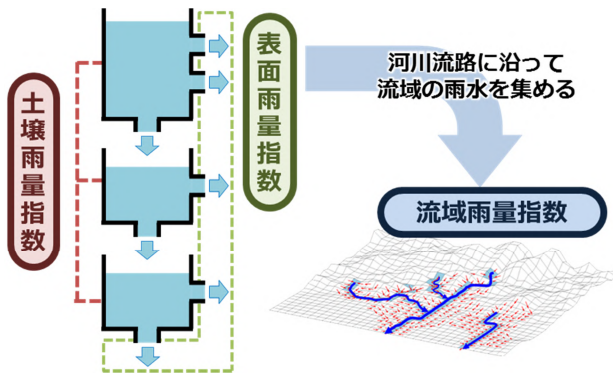 土壌雨量指数
表面雨量指数
河川流路に沿って
流域の雨水を集める
流域雨量指数